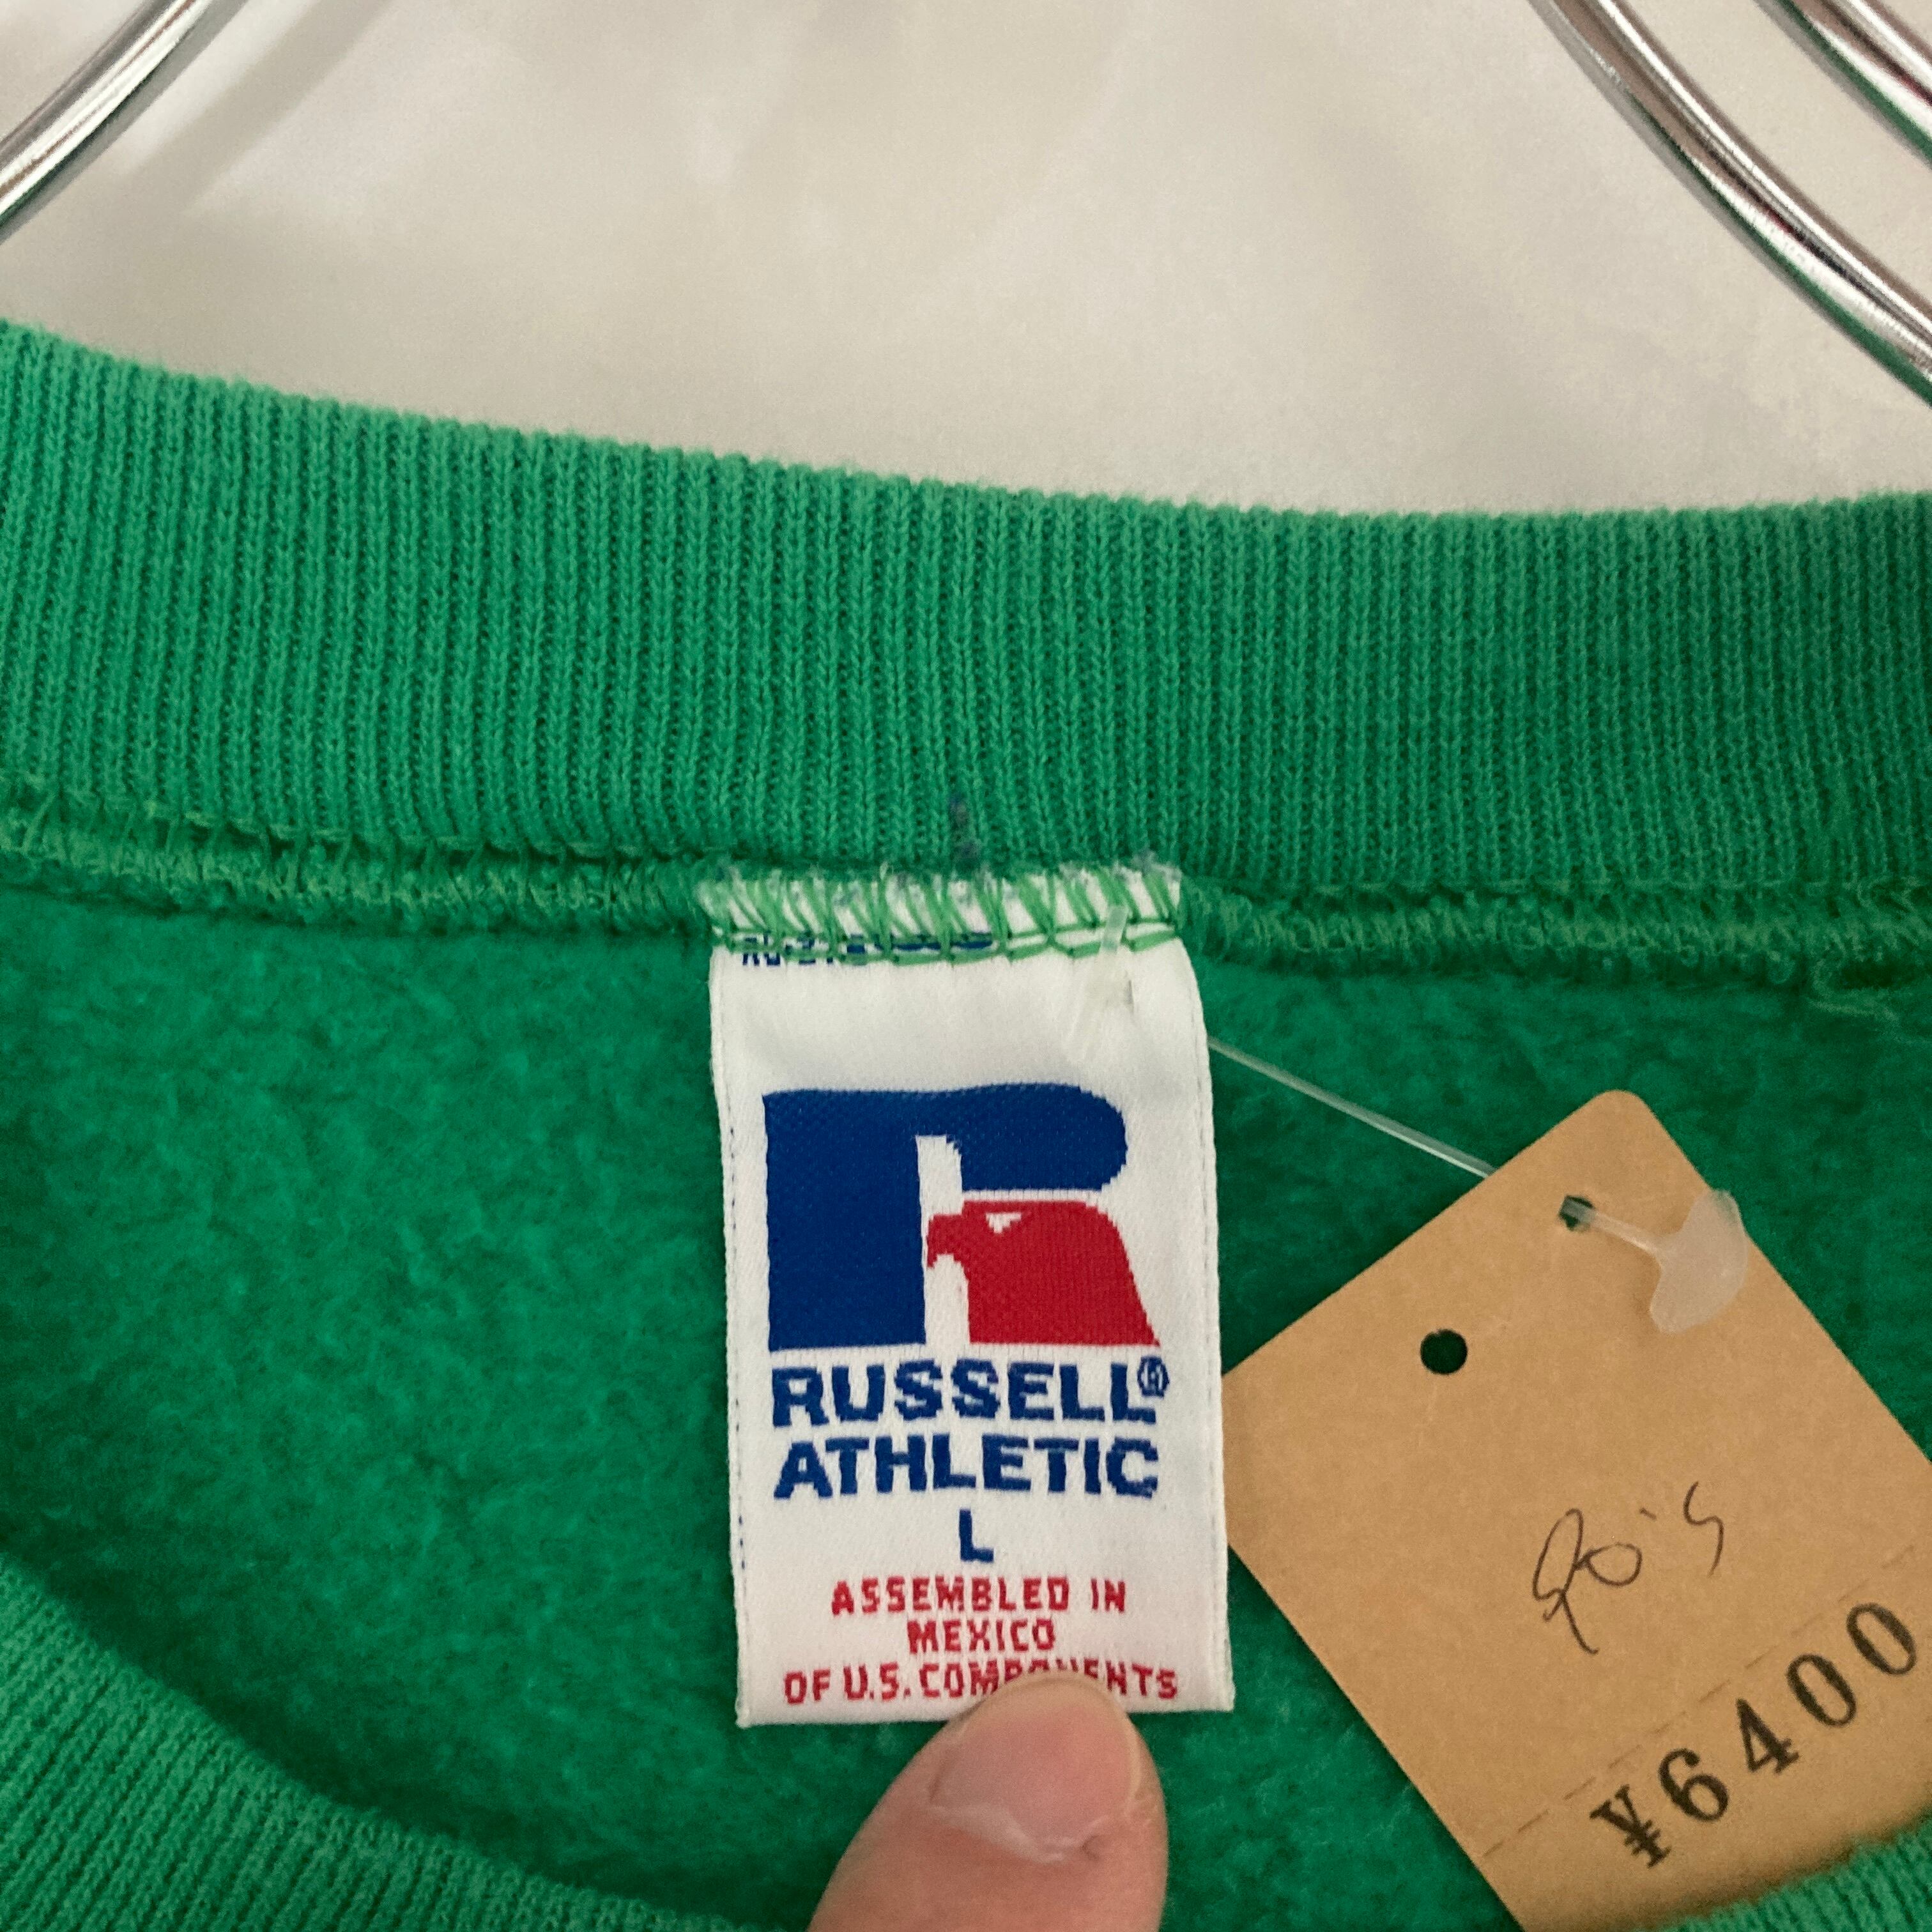 RUSSELL®
ATHLETIC
L
ASSEMBLED IN
MEXICO
OF U.S. COMPONENTS
90's
¥6400